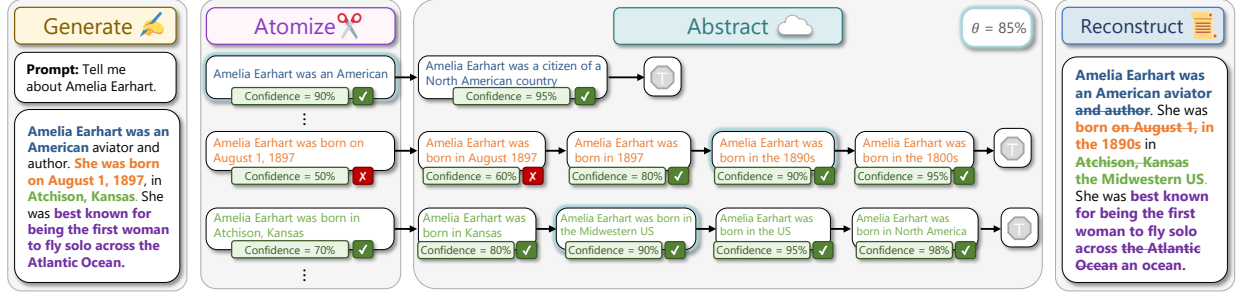 Generate
Prompt: Tell me
about Amelia Earhart.
Amelia Earhart was an
American aviator and
author. She was born
on August 1, 1897, in
Atchison, Kansas. She
was best known for
being the first woman
to fly solo across the
Atlantic Ocean.
Atomize
Amelia Earhart was an American
Confidence = 90%
Amelia Earhart was born on
August 1, 1897
Confidence = 50%
Amelia Earhart was born in
Atchison, Kansas
Confidence = 70%
Abstract
θ = 85%
Amelia Earhart was a citizen of a
North American country
Confidence = 95%
T
Amelia Earhart was
born in August 1897
Confidence = 60%
Amelia Earhart was
born in 1897
Confidence = 80%
Amelia Earhart was
born in the 1890s
Confidence = 90%
Amelia Earhart was
born in the 1800s
Confidence = 95%
T
Amelia Earhart was
born in Kansas
Confidence = 80%
Amelia Earhart was born in
the Midwestern US
Confidence = 90%
Amelia Earhart was
born in the US
Confidence = 95%
Amelia Earhart was
born in North America
Confidence = 98%
T
Reconstruct
Amelia Earhart was
an American aviator
and author. She was
born on August 1, in
the 1890s in
Atchison, Kansas
the Midwestern US.
She was best known
for being the first
woman to fly solo
across the Atlantic
Ocean an ocean.